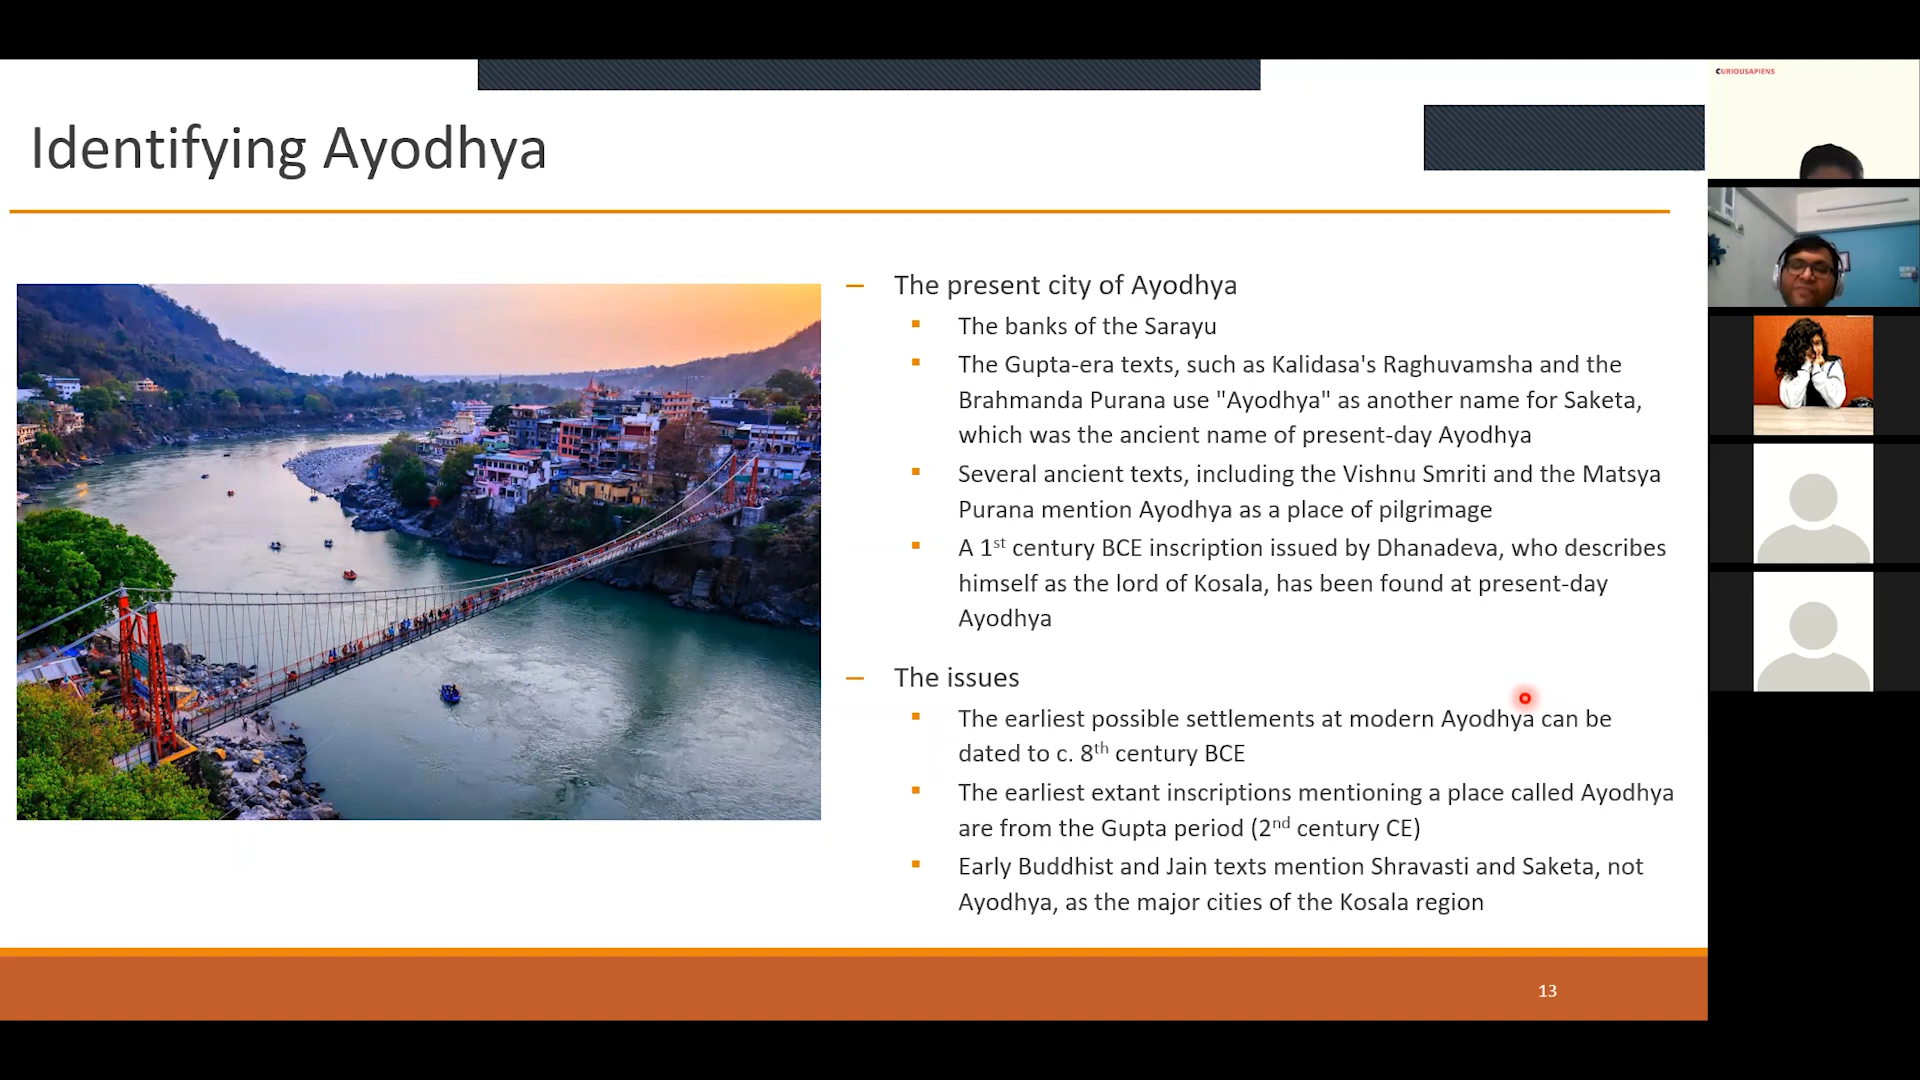 CURIOUSAPIENS
Identifying Ayodhya
– The present city of Ayodhya
▪ The banks of the Sarayu
▪ The Gupta-era texts, such as Kalidasa's Raghuvamsha and the
Brahmanda Purana use "Ayodhya" as another name for Saketa,
which was the ancient name of present-day Ayodhya
▪ Several ancient texts, including the Vishnu Smriti and the Matsya
Purana mention Ayodhya as a place of pilgrimage
▪ A 1st century BCE inscription issued by Dhanadeva, who describes
himself as the lord of Kosala, has been found at present-day
Ayodhya
– The issues
▪ The earliest possible settlements at modern Ayodhya can be
dated to c. 8th century BCE
▪ The earliest extant inscriptions mentioning a place called Ayodhya
are from the Gupta period (2nd century CE)
▪ Early Buddhist and Jain texts mention Shravasti and Saketa, not
Ayodhya, as the major cities of the Kosala region
13